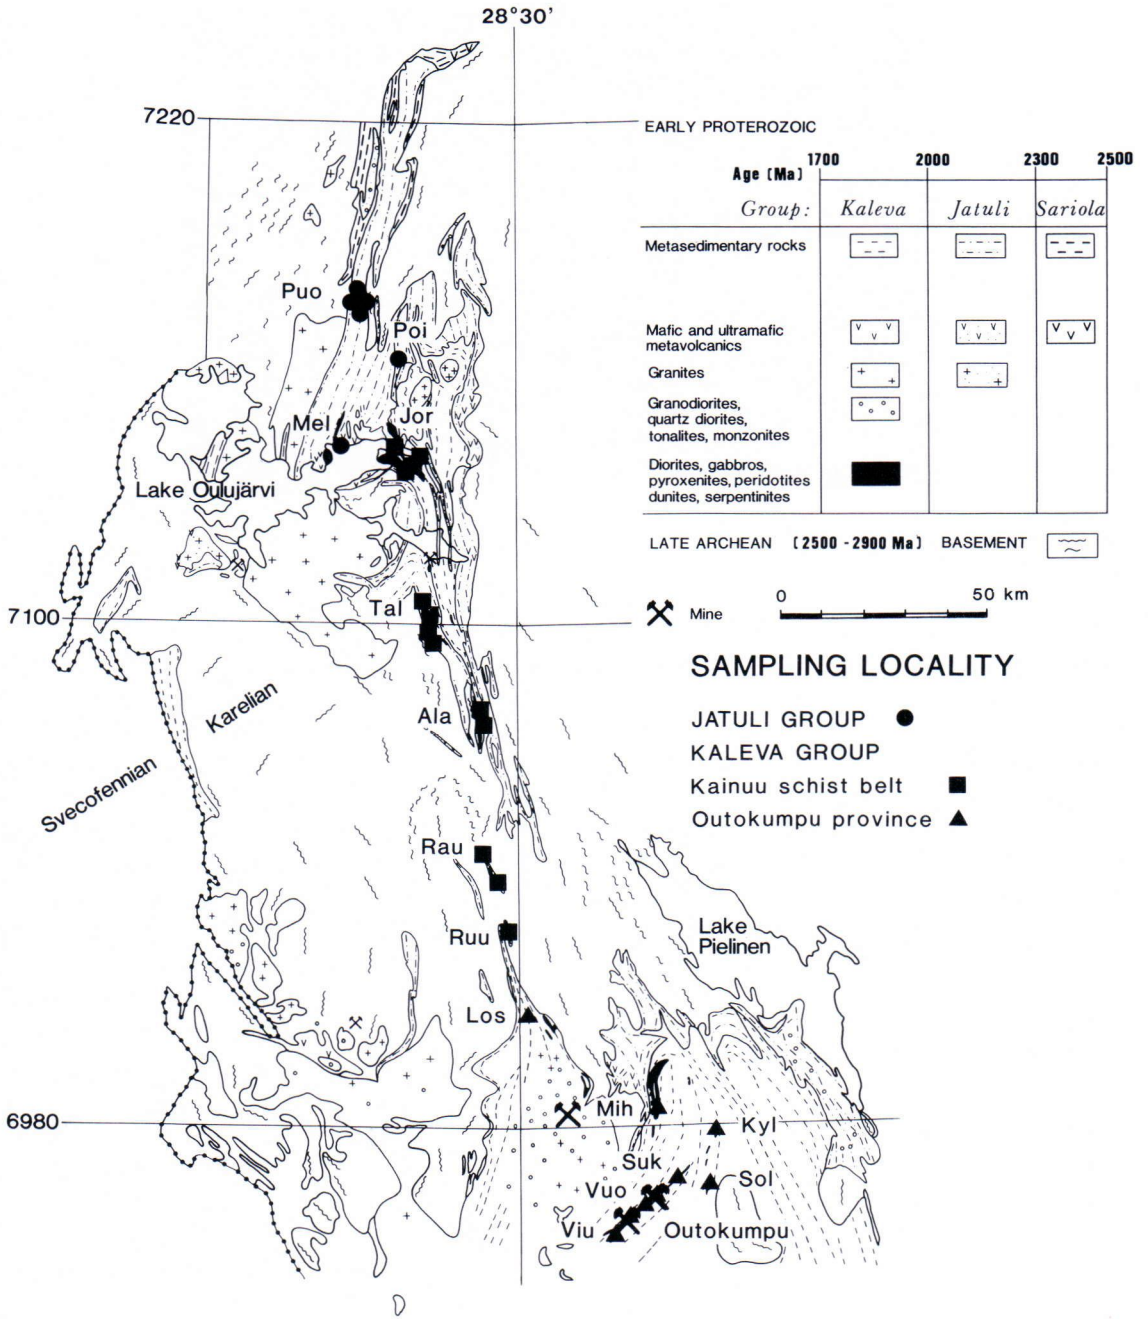 28°30'
7220
EARLY PROTEROZOIC
Age (Ma)
1700
2000
2300
2500
Group:
Kaleva
Jatuli
Sariola
Metasedimentary rocks
Mafic and ultramafic
metavolcanics
Granites
Granodiorites,
quartz diorites,
tonalites, monzonites
Diorites, gabbros,
pyroxenites, peridotites
dunites, serpentinites
LATE ARCHEAN (2500 - 2900 Ma) BASEMENT
Mine
0
50 km
SAMPLING LOCALITY
JATULI GROUP
KALEVA GROUP
Kainuu schist belt
Outokumpu province
Puo
Poi
Mel
Jor
Lake Oulujärvi
7100
Tal
Karelian
Ala
Svecofennian
Rau
Lake
Pielinen
Ruu
Los
6980
Mih
Kyl
Suk
Sol
Vuo
Viu
Outokumpu